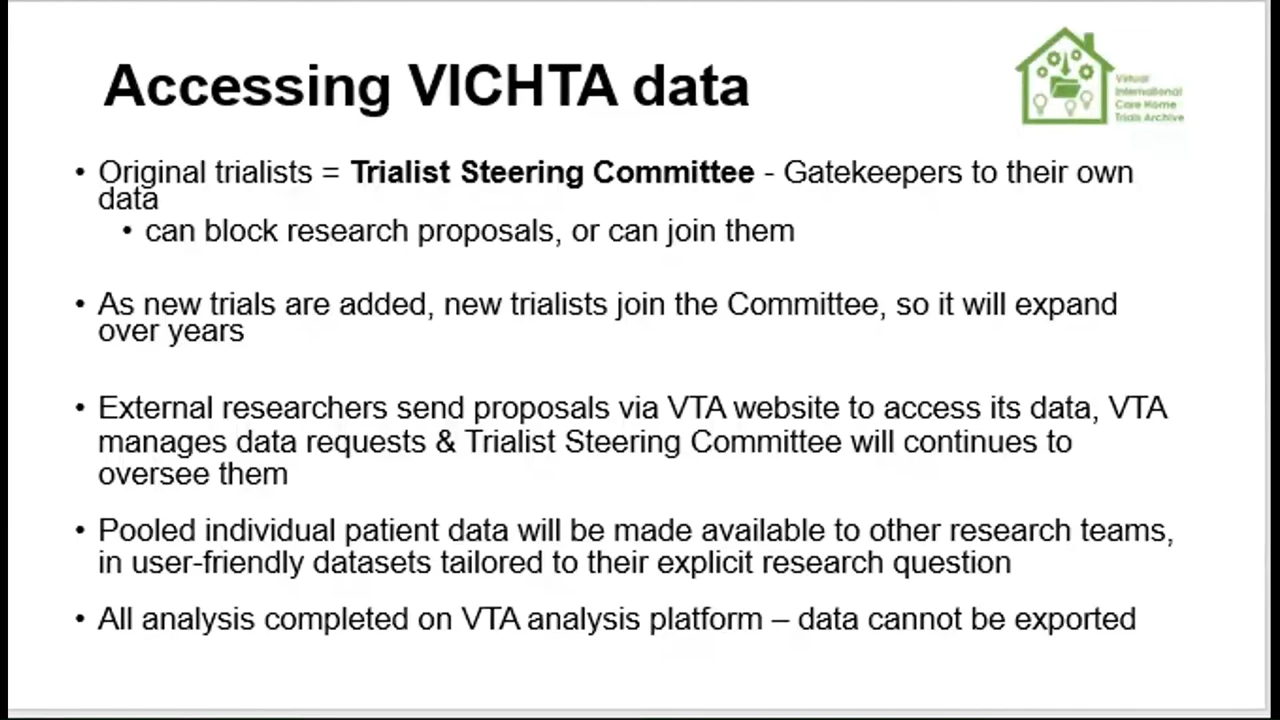 Accessing VICHTA data
Virtual
International
Care Home
Trials Archive
• Original trialists = Trialist Steering Committee - Gatekeepers to their own
data
• can block research proposals, or can join them
• As new trials are added, new trialists join the Committee, so it will expand
over years
• External researchers send proposals via VTA website to access its data, VTA
manages data requests & Trialist Steering Committee will continues to
oversee them
• Pooled individual patient data will be made available to other research teams,
in user-friendly datasets tailored to their explicit research question
• All analysis completed on VTA analysis platform – data cannot be exported